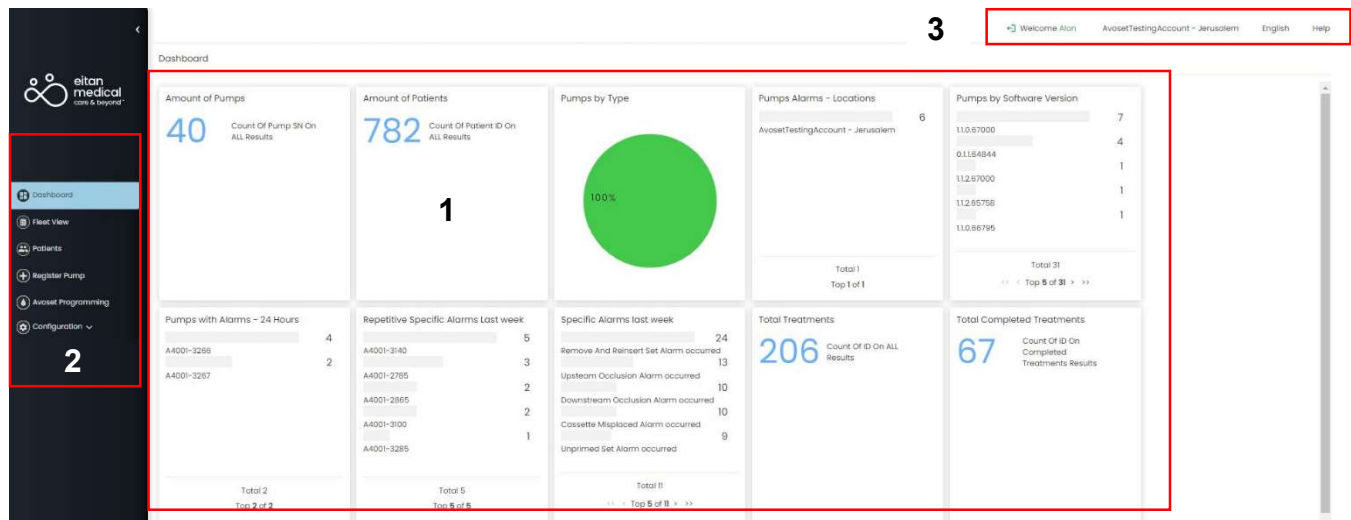 3
Welcome Alon AvosetTestingAccount - Jerusalem English Help
eitan
medical
care & beyond™
Dashboard
Fleet View
Patients
Register Pump
Avoset Programming
Configuration
2
Dashboard
1
Amount of Pumps
40
Count Of Pump SN On
ALL Results
Amount of Patients
782
Count Of Patient ID On
ALL Results
Pumps by Type
100%
Pumps Alarms - Locations
6
AvosetTestingAccount - Jerusalem
Total 1
Top 1 of 1
Pumps by Software Version
7
1.1.0.67000
4
0.1.1.64844
1
1.1.2.67000
1
1.1.2.65758
1
1.1.0.66795
Total 31
<< < Top 5 of 31 > >>
Pumps with Alarms - 24 Hours
4
A4001-3266
2
A4001-3267
Total 2
Top 2 of 2
Repetitive Specific Alarms Last week
5
A4001-3140
3
A4001-2785
2
A4001-2865
2
A4001-3100
1
A4001-3285
Total 5
Top 5 of 5
Specific Alarms last week
24
Remove And Reinsert Set Alarm occurred
13
Upsteam Occlusion Alarm occurred
10
Downstream Occlusion Alarm occurred
10
Cassette Misplaced Alarm occurred
9
Unprimed Set Alarm occurred
Total 11
<< < Top 5 of 11 > >>
Total Treatments
206
Count Of ID On ALL
Results
Total Completed Treatments
67
Count Of ID On
Completed
Treatments Results